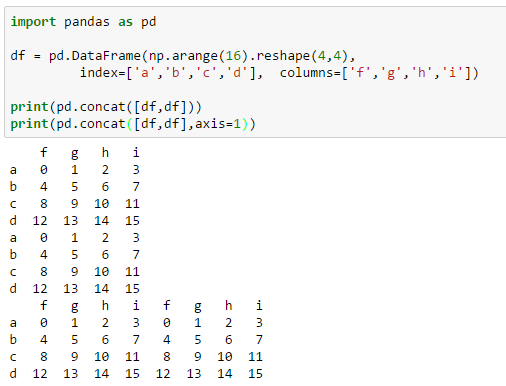 import pandas as pd
df = pd.DataFrame(np.arange(16).reshape(4,4),
index=['a','b','c','d'],  columns=['f','g','h','i'])
print(pd.concat([df,df]))
print(pd.concat([df,df],axis=1))
    f   g   h   i
a   0   1   2   3
b   4   5   6   7
c   8   9  10  11
d  12  13  14  15
a   0   1   2   3
b   4   5   6   7
c   8   9  10  11
d  12  13  14  15
    f   g   h   i   f   g   h   i
a   0   1   2   3   0   1   2   3
b   4   5   6   7   4   5   6   7
c   8   9  10  11   8   9  10  11
d  12  13  14  15  12  13  14  15